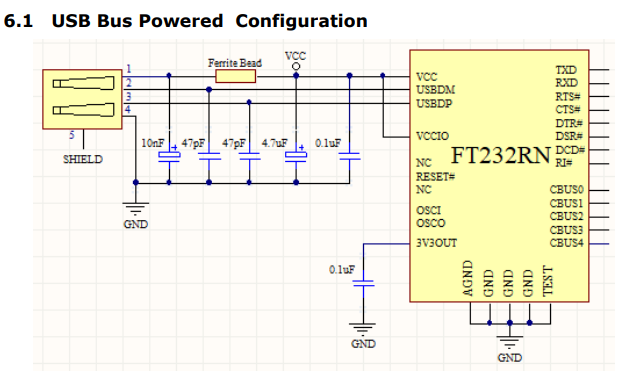 6.1 USB Bus Powered Configuration
VCC
Ferrite Bead
1
2
3
4
5
SHIELD
10nF
47pF
47pF
4.7uF
0.1uF
GND
VCC
USBDM
USBDP
VCCIO
NC
RESET#
NC
OSCI
OSCO
3V3OUT
FT232RN
TXD
RXD
RTS#
CTS#
DTR#
DSR#
DCD#
RI#
CBUS0
CBUS1
CBUS2
CBUS3
CBUS4
AGND
GND
GND
GND
TEST
0.1uF
GND
GND